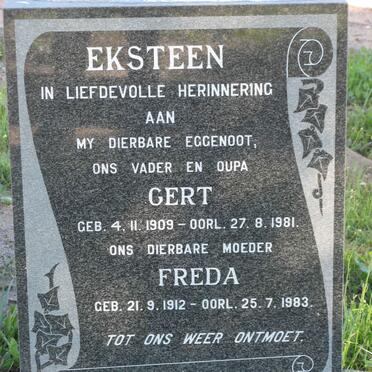 EKSTEEN
IN LIEFDEVOLLE HERINNERING
AAN
MY DIERBARE EGGENOOT,
ONS VADER EN OUPA
GERT
GEB. 4. 11. 1909 – OORL. 27. 8. 1981.
ONS DIERBARE MOEDER
FREDA
GEB. 21. 9. 1912 – OORL. 25. 7. 1983.
TOT ONS WEER ONTMOET.